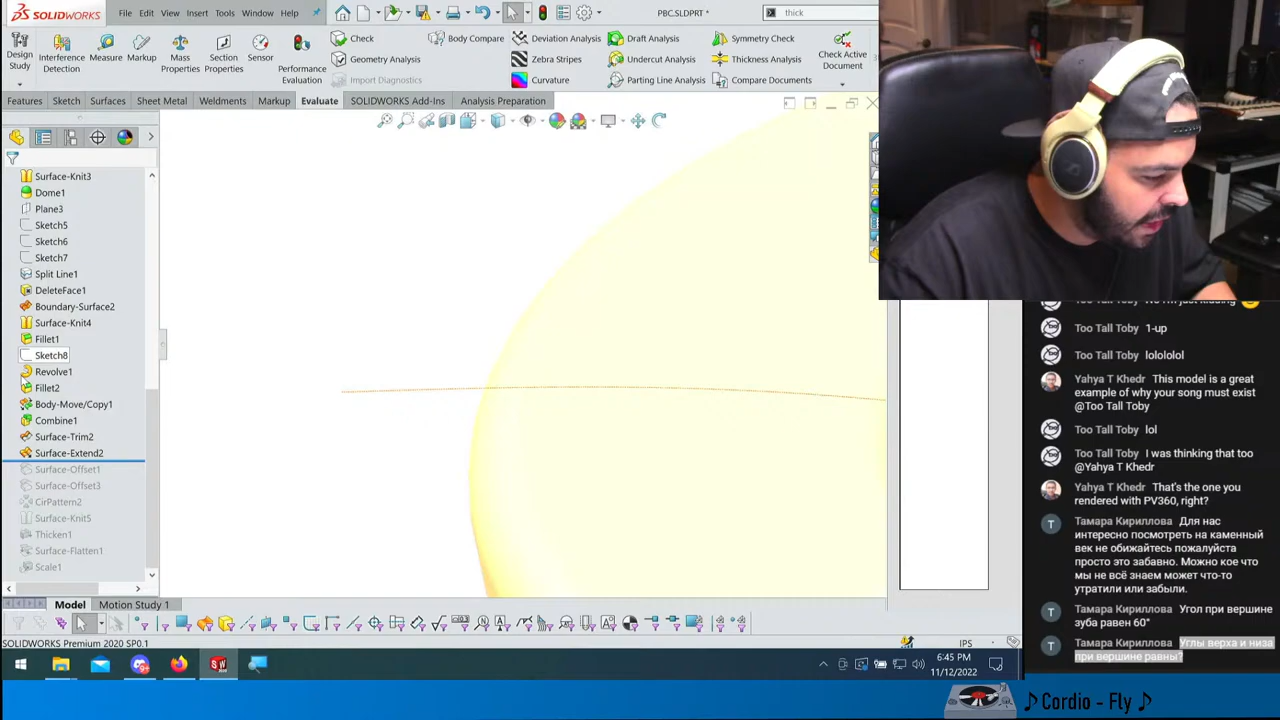 SOLIDWORKS
File
Edit
View
Insert
Tools
Window
Help
PBC.SLDPRT *
thick
Design Study
Interference Detection
Measure
Markup
Mass Properties
Section Properties
Sensor
Performance Evaluation
Check
Geometry Analysis
Import Diagnostics
Body Compare
Deviation Analysis
Zebra Stripes
Curvature
Draft Analysis
Undercut Analysis
Parting Line Analysis
Symmetry Check
Thickness Analysis
Compare Documents
Check Active Document
Features
Sketch
Surfaces
Sheet Metal
Weldments
Markup
Evaluate
SOLIDWORKS Add-Ins
Analysis Preparation
Surface-Knit3
Dome1
Plane3
Sketch5
Sketch6
Sketch7
Split Line1
DeleteFace1
Boundary-Surface2
Surface-Knit4
Fillet1
Sketch8
Revolve1
Fillet2
Body-Move/Copy1
Combine1
Surface-Trim2
Surface-Extend2
Surface-Offset1
Surface-Offset3
CirPattern2
Surface-Knit5
Thicken1
Surface-Flatten1
Scale1
Model
Motion Study 1
SOLIDWORKS Premium 2020 SP0.1
IPS
6:45 PM
11/12/2022
Too Tall Toby 1-up
Too Tall Toby lolololol
Yahya T Khedr This model is a great
example of why your song must exist
@Too Tall Toby
Too Tall Toby lol
Too Tall Toby I was thinking that too
@Yahya T Khedr
Yahya T Khedr That's the one you
rendered with PV360, right?
Тамара Кириллова Для нас
интересно посмотреть на каменный
век не обижайтесь пожалуйста
просто это забавно. Можно кое что
мы не всё знаем может что-то
утратили или забыли.
Тамара Кириллова Угол при вершине
зуба равен 60°
Тамара Кириллова Углы верха и низа
при вершине равны?
Cordio - Fly